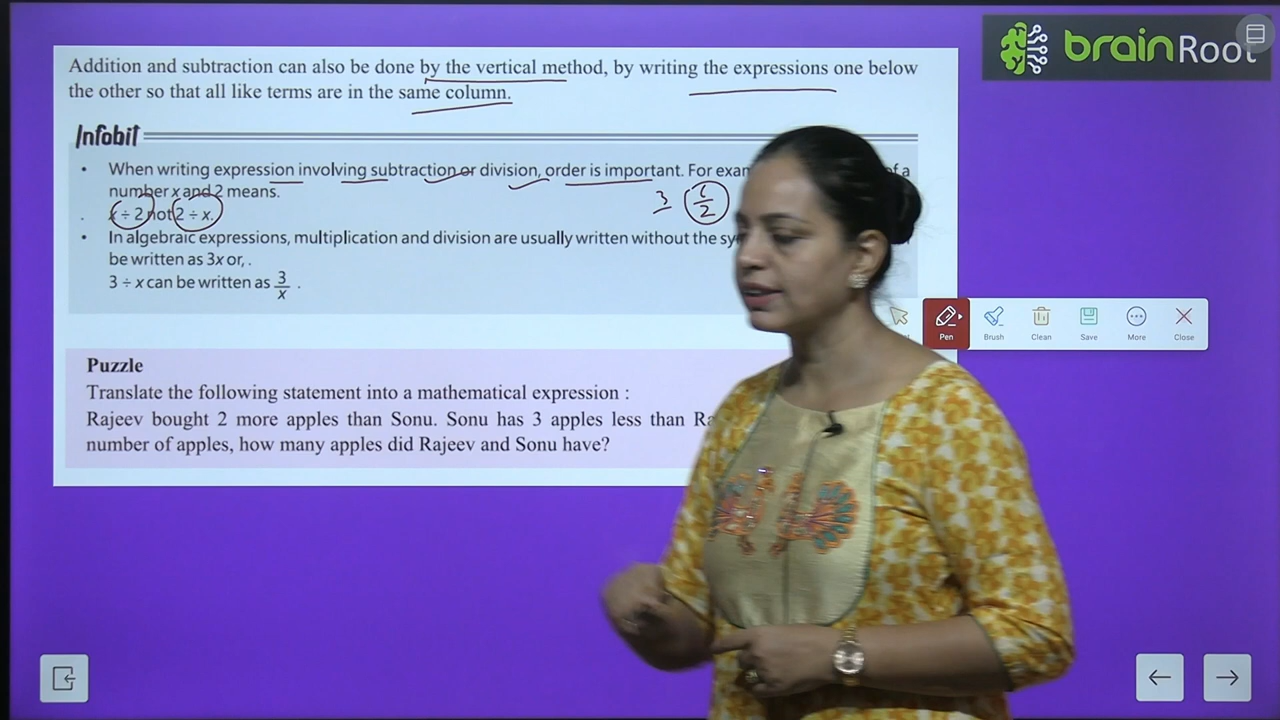 brainRoot
Addition and subtraction can also be done by the vertical method, by writing the expressions one below
the other so that all like terms are in the same column.
Infobit
• When writing expression involving subtraction or division, order is important. For of a
number x and 2 means.
x ÷ 2 not 2 ÷ x.
3 6/2
• In algebraic expressions, multiplication and division are usually written without the
be written as 3x or, .
3 ÷ x can be written as 3/x .
Pen Brush Clean Save More Close
Puzzle
Translate the following statement into a mathematical expression :
Rajeev bought 2 more apples than Sonu. Sonu has 3 apples less than
number of apples, how many apples did Rajeev and Sonu have?